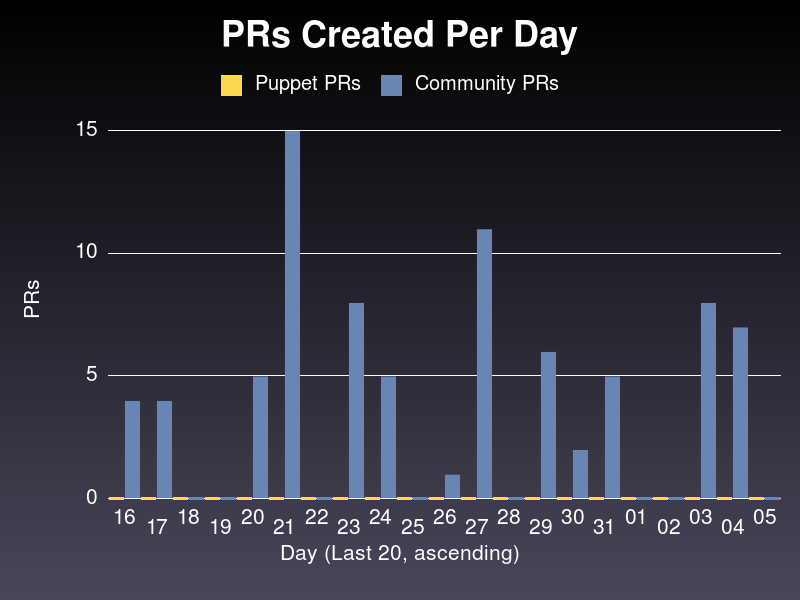 PRs Created Per Day
Puppet PRs Community PRs
15
10
5
0
PRs
16 17 18 19 20 21 22 23 24 25 26 27 28 29 30 31 01 02 03 04 05
Day (Last 20, ascending)